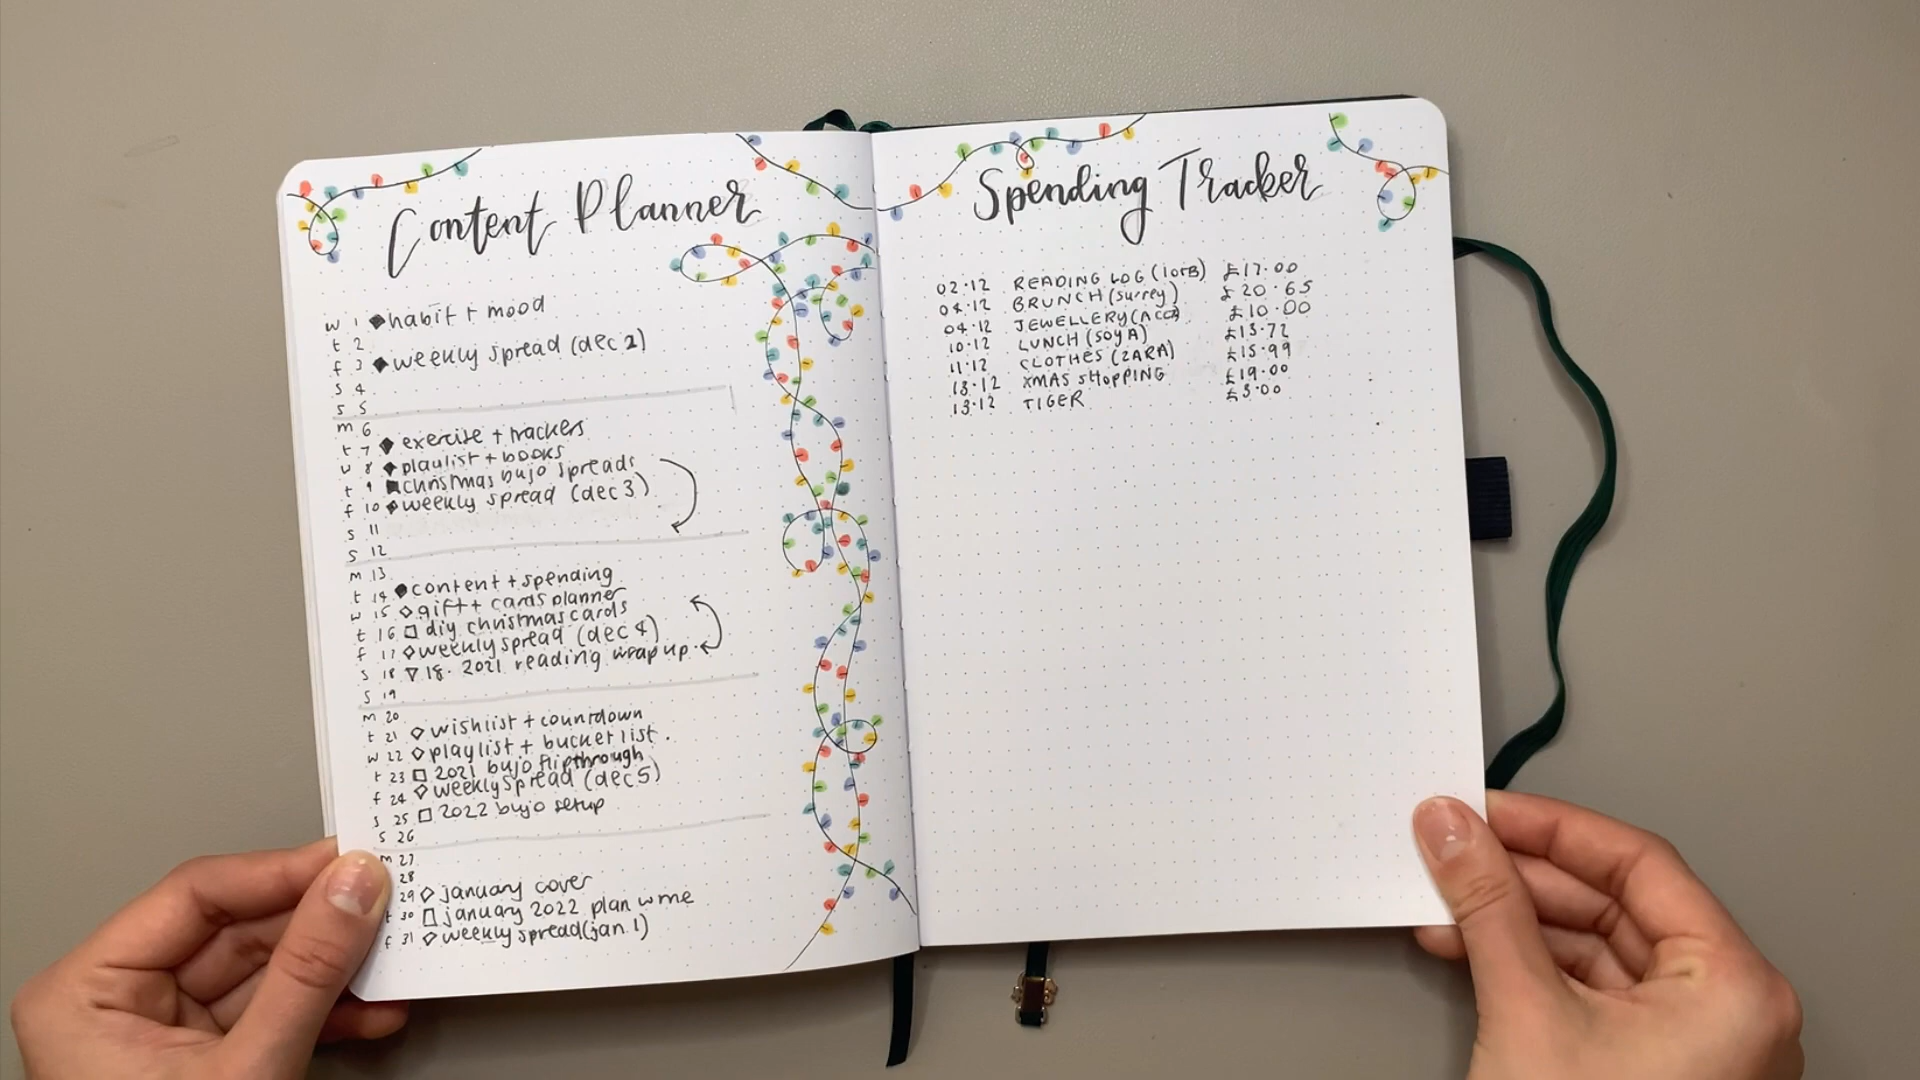 Content Planner
w 1 habit + mood
t 2
f 3 weekly spread (dec 2)
s 4
s 5
m 6
t 7 exercise + trackers
w 8 playlist + books
t 9 christmas bujo spreads
f 10 weekly spread (dec 3)
s 11
s 12
m 13
t 14 content + spending
w 15 gift + cards planner
t 16 diy christmas cards
f 17 weekly spread (dec 4)
s 18 18. 2021 reading wrap up.
s 19
m 20
t 21 wishlist + countdown
w 22 playlist + bucket list.
t 23 2021 bujo flipthrough
f 24 weekly spread (dec 5)
s 25 2022 bujo setup
s 26
m 27
28
29 january cover
t 30 january 2022 plan w me
f 31 weekly spread (jan. 1)
Spending Tracker
02.12 READING LOG £17.00
04.12 BRUNCH (surrey) £20.65
04.12 JEWELLERY £10.00
10.12 LUNCH (SOYA) £13.72
11.12 CLOTHES (ZARA) £15.99
13.12 XMAS SHOPPING £19.00
13.12 TIGER £3.00